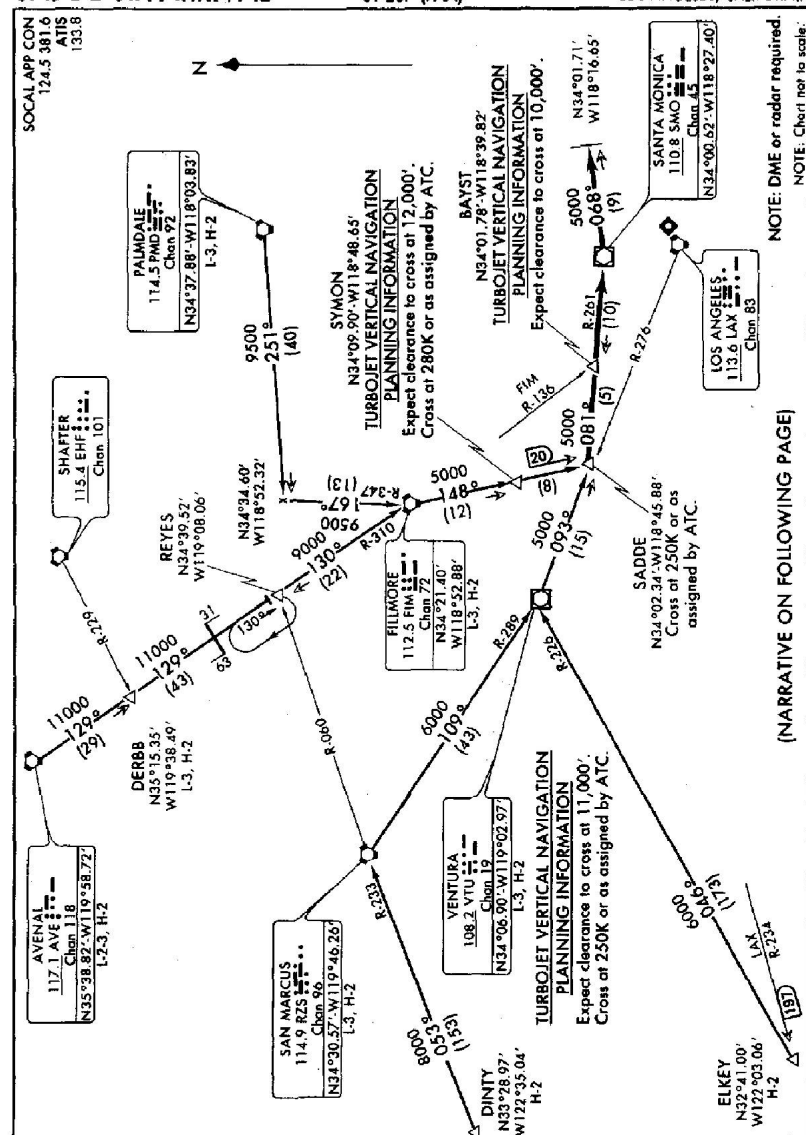 SOCAL APP CON
124.5 381.6
ATIS
133.8
N
AVENAL
117.1 AVE
Chan 118
N35°38.82'-W119°58.72'
L-2-3, H-2
SHAFTER
115.4 EHF
Chan 101
PALMDALE
114.5 PMD
Chan 92
N34°37.88'-W118°03.83'
L-3, H-2
11000
129°
(29)
R-229
DERBB
N35°15.35'
W119°38.49'
L-3, H-2
11000
129°
(43)
31
63
REYES
N34°39.52'
W119°08.06'
130°
9500
251°
(40)
N34°34.60'
W118°52.32'
9500
167°
(13)
R-347
9000
130°
(22)
R-310
R-060
FILLMORE
112.5 FIM
Chan 72
N34°21.40'
W118°52.88'
L-3, H-2
SYMON
N34°09.90'-W118°48.65'
TURBOJET VERTICAL NAVIGATION
PLANNING INFORMATION
Expect clearance to cross at 12,000'.
Cross at 280K or as assigned by ATC.
5000
148°
(12)
(8)
20
FIM
R-136
BAYST
N34°01.78'-W118°39.82'
TURBOJET VERTICAL NAVIGATION
PLANNING INFORMATION
Expect clearance to cross at 10,000'.
N34°01.71'
W118°16.65'
5000
068°
(9)
5000
081°
(5)
R-261
(10)
SANTA MONICA
110.8 SMO
Chan 45
N34°00.62'-W118°27.40'
R-276
LOS ANGELES
113.6 LAX
Chan 83
SAN MARCUS
114.9 RZS
Chan 96
N34°30.57'-W119°46.26'
L-3, H-2
R-233
8000
053°
(153)
DINTY
N33°28.97'
W122°35.04'
H-2
6000
109°
(43)
R-289
5000
093°
(15)
SADDE
N34°02.34'-W118°45.88'
Cross at 250K or as
assigned by ATC.
VENTURA
108.2 VTU
Chan 19
N34°06.90'-W119°02.97'
L-3, H-2
TURBOJET VERTICAL NAVIGATION
PLANNING INFORMATION
Expect clearance to cross at 11,000'.
Cross at 250K or as assigned by ATC.
R-226
6000
046°
(173)
LAX
R-234
197
ELKEY
N32°41.00'
W122°03.06'
H-2
(NARRATIVE ON FOLLOWING PAGE)
NOTE: DME or radar required.
NOTE: Chart not to scale.